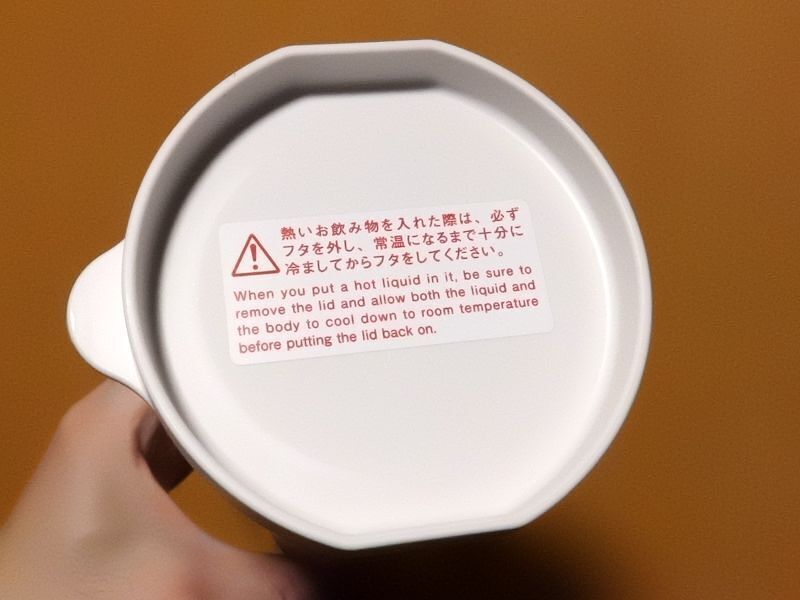 熱いお飲み物を入れた際は、必ず
フタを外し、常温になるまで十分に
冷ましてからフタをしてください。
When you put a hot liquid in it, be sure to
remove the lid and allow both the liquid and
the body to cool down to room temperature
before putting the lid back on.